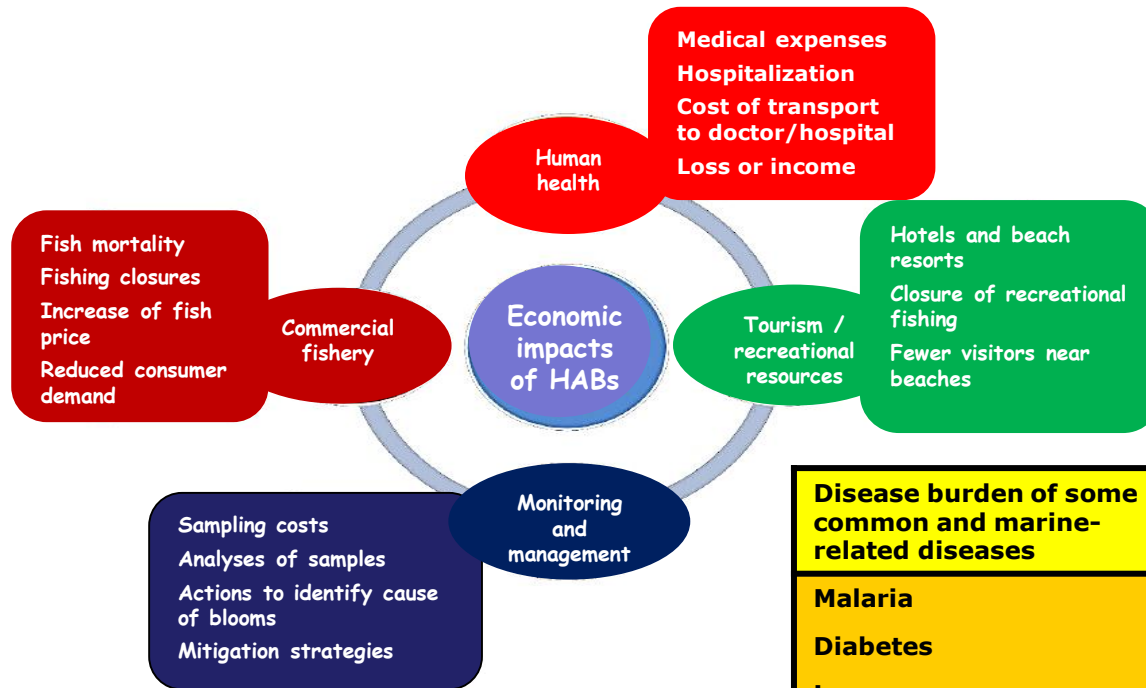 Medical expenses
Hospitalization
Cost of transport
to doctor/hospital
Loss or income
Human
health
Fish mortality
Fishing closures
Increase of fish
price
Reduced consumer
demand
Commercial
fishery
Economic
impacts
of HABs
Tourism /
recreational
resources
Hotels and beach
resorts
Closure of recreational
fishing
Fewer visitors near
beaches
Monitoring
and
management
Sampling costs
Analyses of samples
Actions to identify cause
of blooms
Mitigation strategies
Disease burden of some
common and marine-
related diseases
Malaria
Diabetes